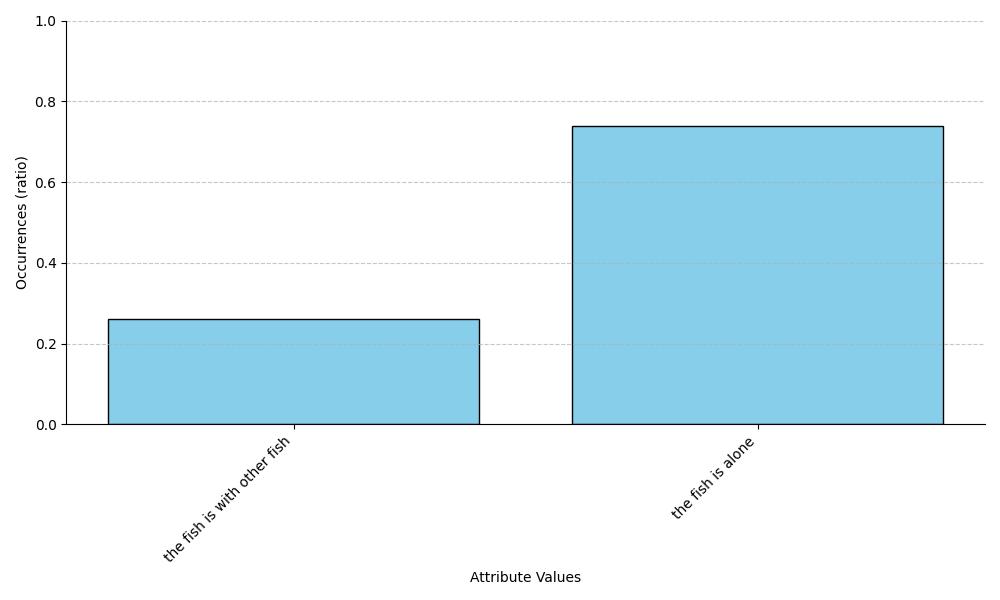 1.0
0.8
0.6
0.4
0.2
0.0
Occurrences (ratio)
the fish is with other fish
the fish is alone
Attribute Values